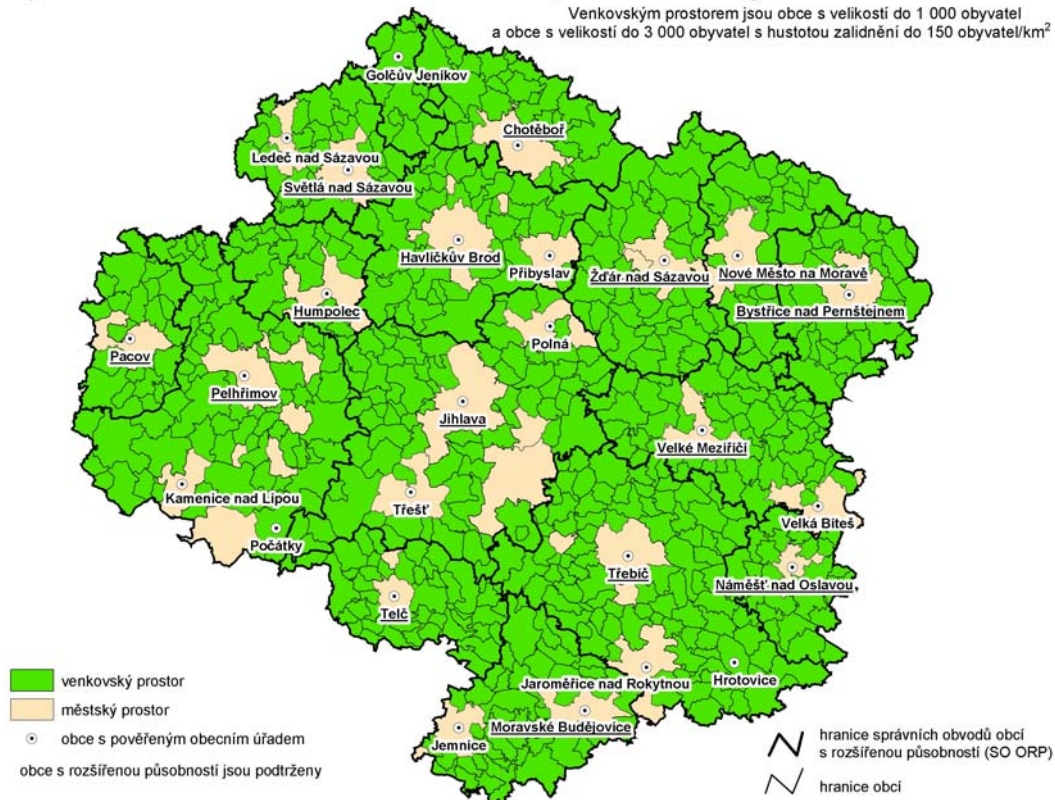 Venkovským prostorem jsou obce s velikostí do 1 000 obyvatel
a obce s velikostí do 3 000 obyvatel s hustotou zalidnění do 150 obyvatel/km²
Golčův Jeníkov
Chotěboř
Ledeč nad Sázavou
Světlá nad Sázavou
Havlíčkův Brod
Přibyslav
Žďár nad Sázavou
Nové Město na Moravě
Bystřice nad Pernštejnem
Humpolec
Polná
Pacov
Pelhřimov
Jihlava
Velké Meziříčí
Kamenice nad Lipou
Třešť
Velká Bíteš
Počátky
Třebíč
Náměšť nad Oslavou
Telč
Jaroměřice nad Rokytnou
Hrotovice
Moravské Budějovice
Jemnice
venkovský prostor
městský prostor
obce s pověřeným obecním úřadem
obce s rozšířenou působností jsou podtrženy
hranice správních obvodů obcí
s rozšířenou působností (SO ORP)
hranice obcí